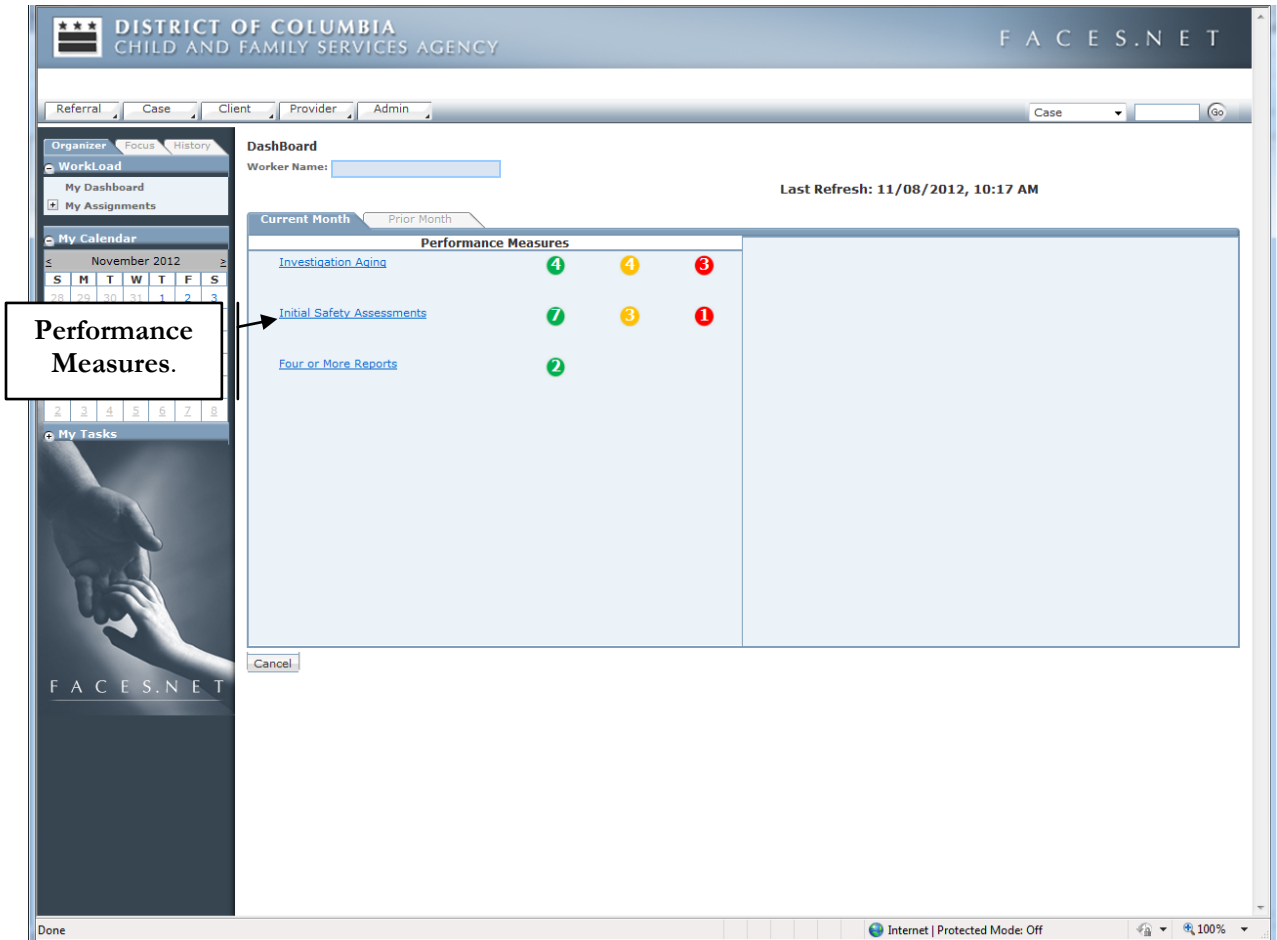 DISTRICT OF COLUMBIA
CHILD AND FAMILY SERVICES AGENCY
FACES.NET
Referral Case Client Provider Admin
Case Go
Organizer Focus History
WorkLoad
My Dashboard
My Assignments
My Calendar
< November 2012 >
S M T W T F S
28 29 30 31 1 2 3
2 3 4 5 6 7 8
My Tasks
FACES.NET
Performance
Measures.
DashBoard
Worker Name:
Last Refresh: 11/08/2012, 10:17 AM
Current Month Prior Month
Performance Measures
Investigation Aging 4 4 3
Initial Safety Assessments 7 3 1
Four or More Reports 2
Cancel
Done Internet | Protected Mode: Off 100%